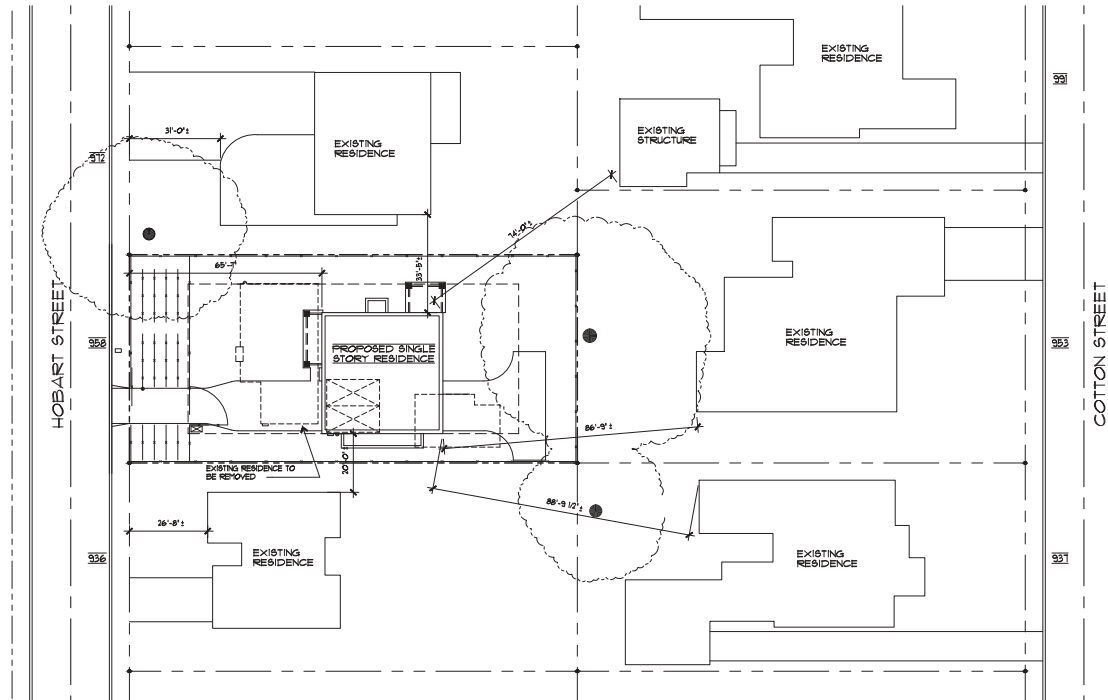 EXISTING
RESIDENCE
991
EXISTING
STRUCTURE
31'-0"±
EXISTING
RESIDENCE
972
74'-0"±
65'-7"
33'-5"±
HOBART STREET
958
PROPOSED SINGLE
STORY RESIDENCE
EXISTING
RESIDENCE
953
COTTON STREET
86'-9"±
EXISTING RESIDENCE TO
BE REMOVED
20'-0"
88'-9 1/2"±
26'-8"±
936
EXISTING
RESIDENCE
EXISTING
RESIDENCE
937